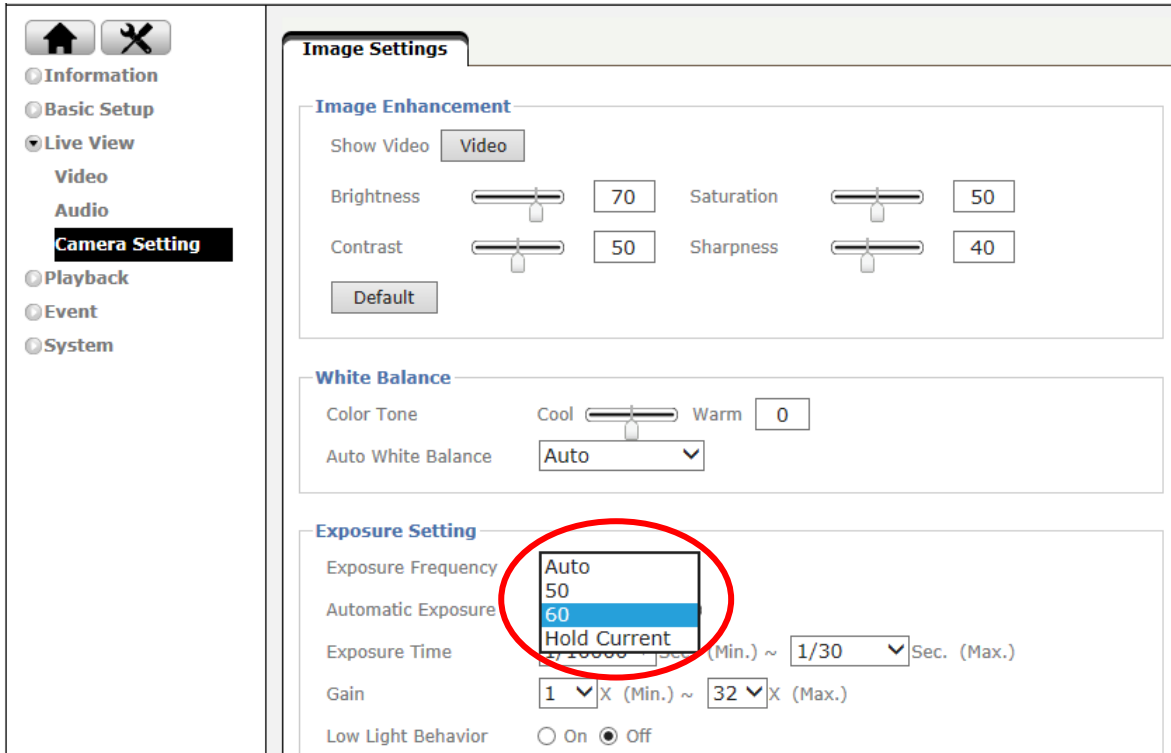 Information
Basic Setup
Live View
Video
Audio
Camera Setting
Playback
Event
System
Image Settings
Image Enhancement
Show Video Video
Brightness 70 Saturation 50
Contrast 50 Sharpness 40
Default
White Balance
Color Tone Cool Warm 0
Auto White Balance Auto
Exposure Setting
Exposure Frequency Auto
50
Automatic Exposure 60
Hold Current
Exposure Time (Min.) ~ 1/30 Sec. (Max.)
Gain 1 X (Min.) ~ 32 X (Max.)
Low Light Behavior On Off